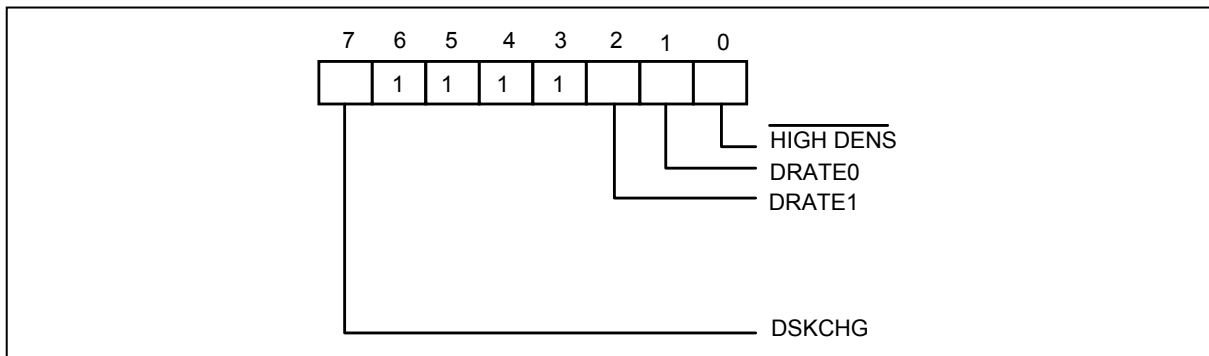 7 6 5 4 3 2 1 0
1 1 1 1
HIGH DENS
DRATE0
DRATE1
DSKCHG